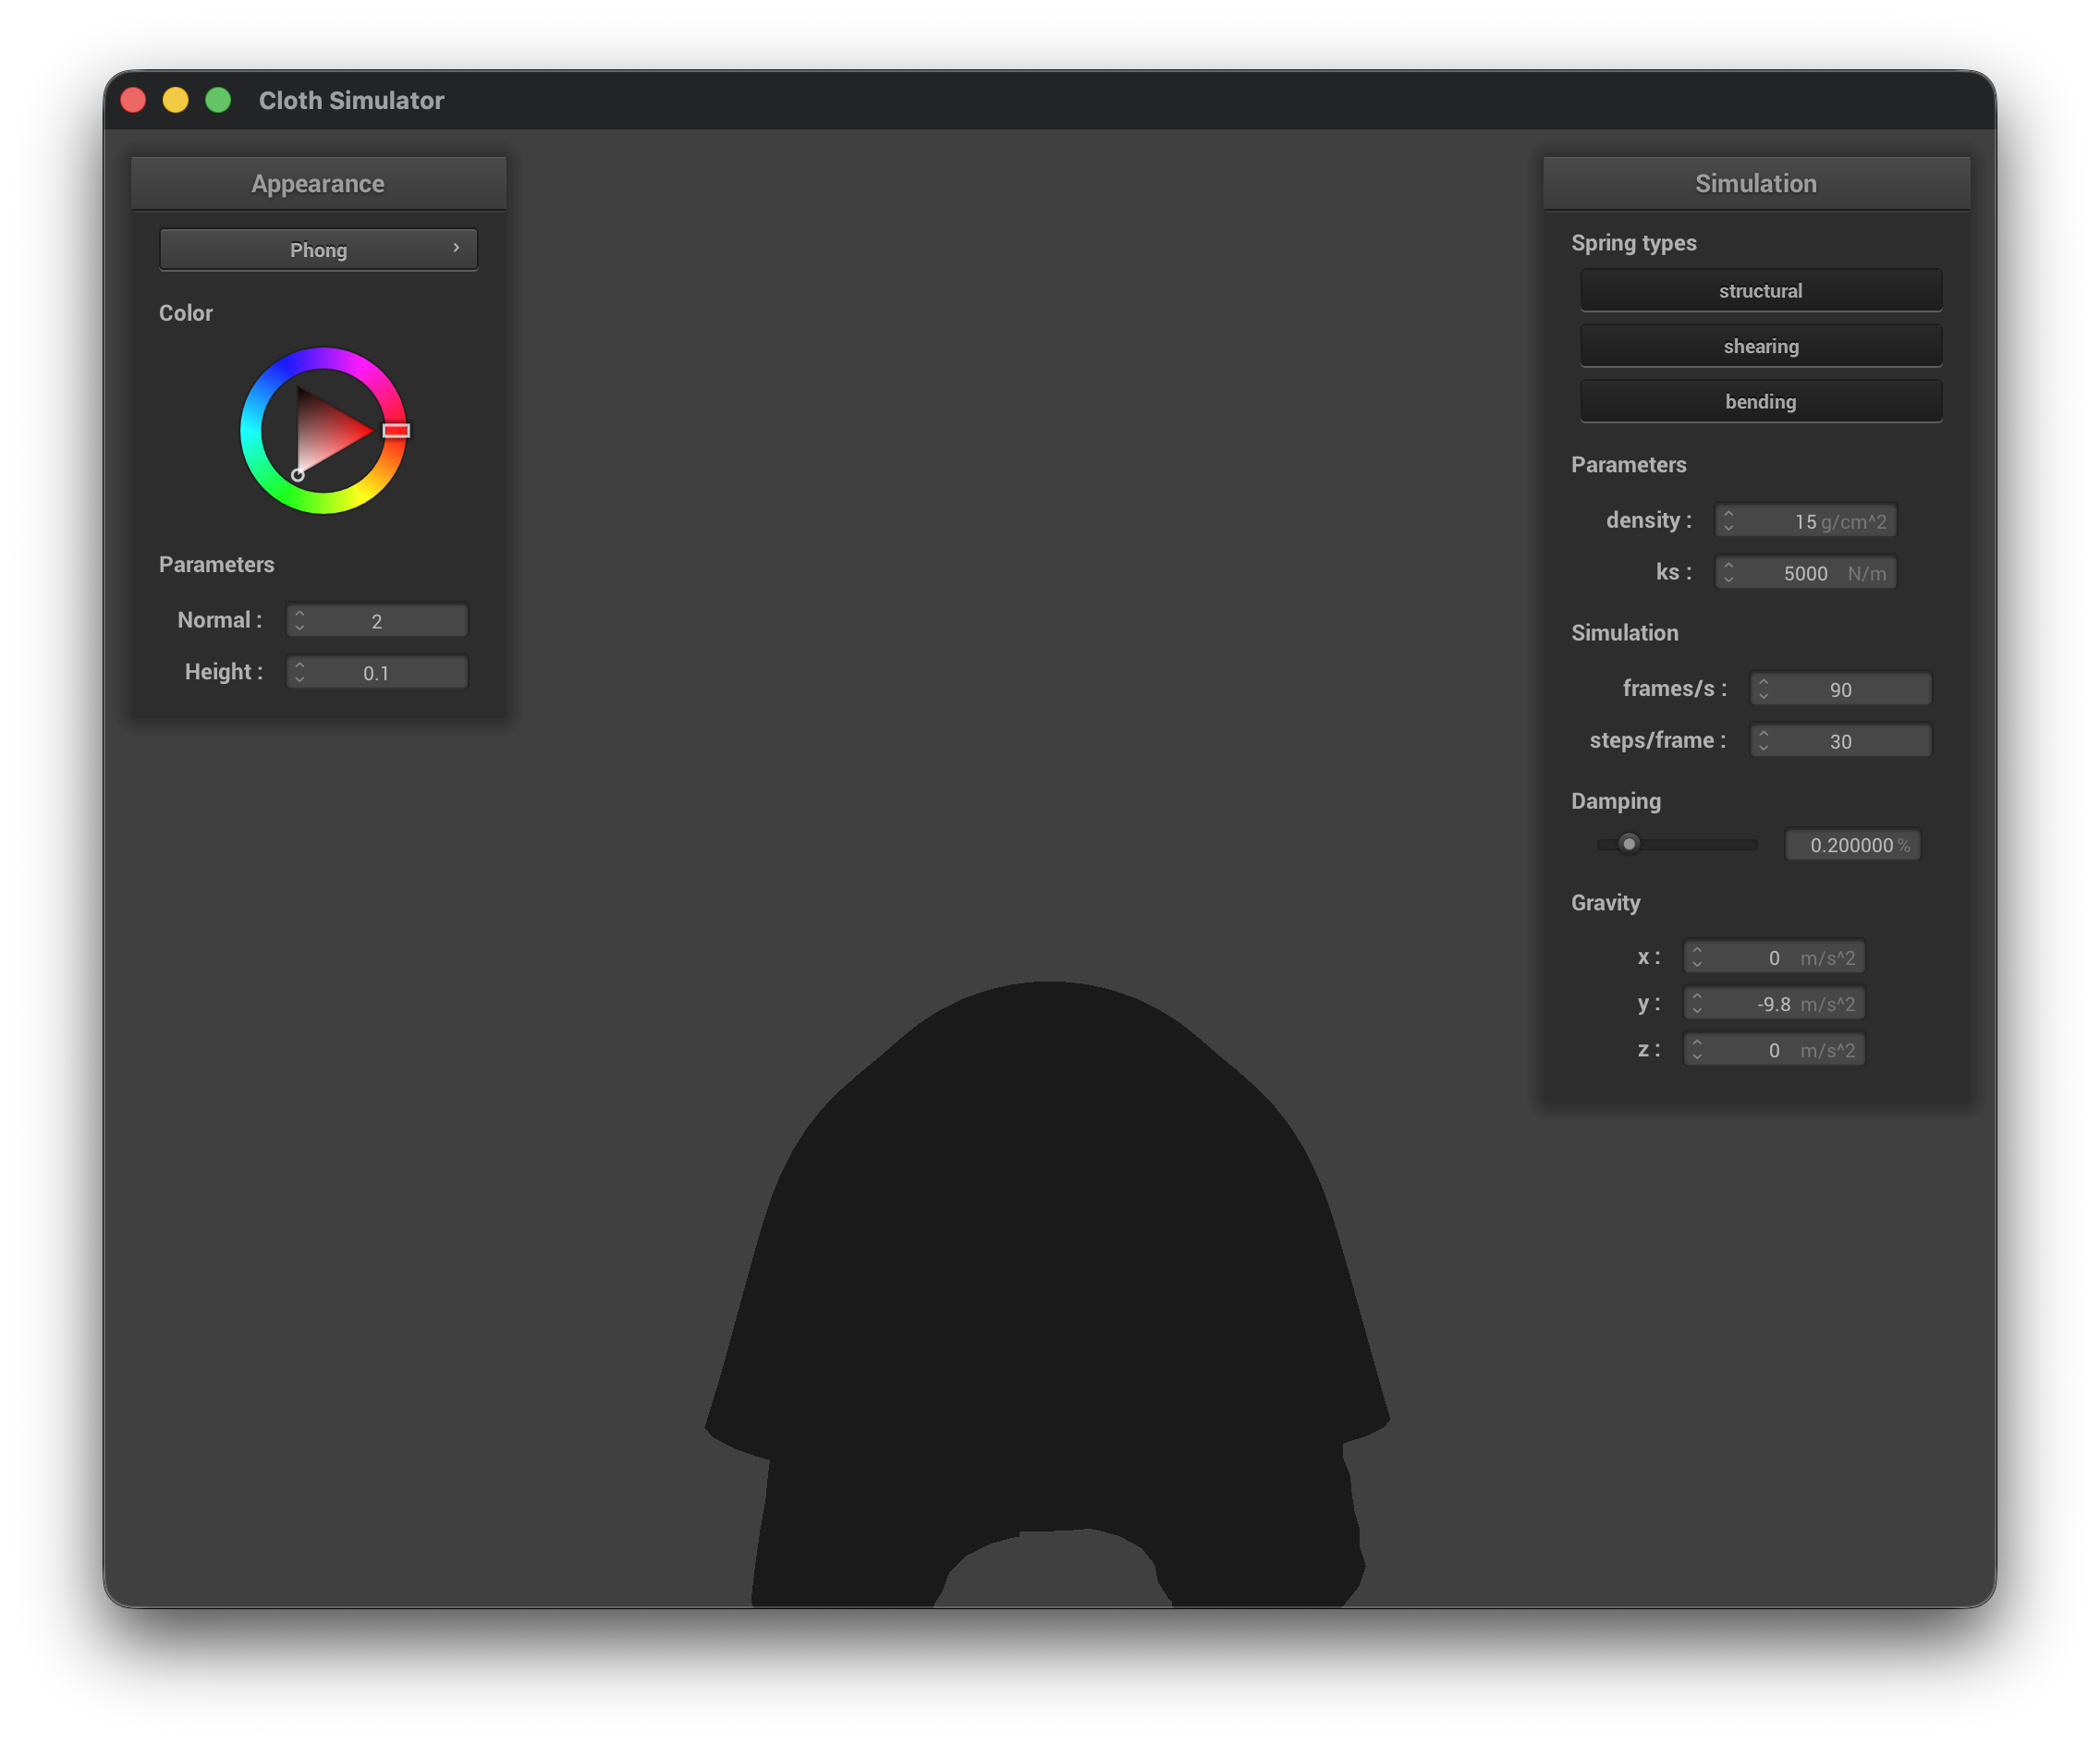 Cloth Simulator
Appearance
Phong
Color
Parameters
Normal : 2
Height : 0.1
Simulation
Spring types
structural
shearing
bending
Parameters
density : 15 g/cm^2
ks : 5000 N/m
Simulation
frames/s : 90
steps/frame : 30
Damping
0.200000 %
Gravity
x : 0 m/s^2
y : -9.8 m/s^2
z : 0 m/s^2